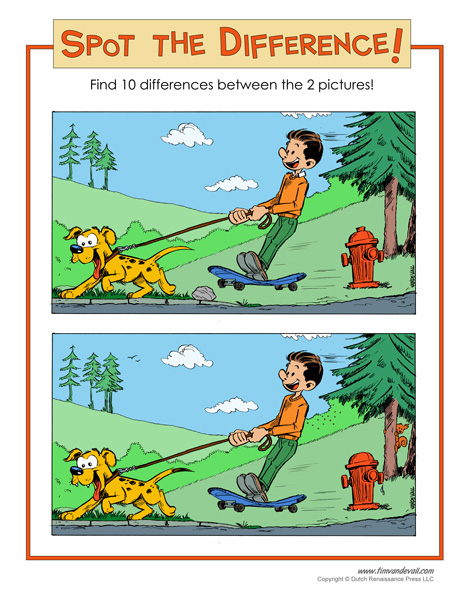 SPOT THE DIFFERENCE!
Find 10 differences between the 2 pictures!
www.timvandevall.com
Copyright © Dutch Renaissance Press LLC